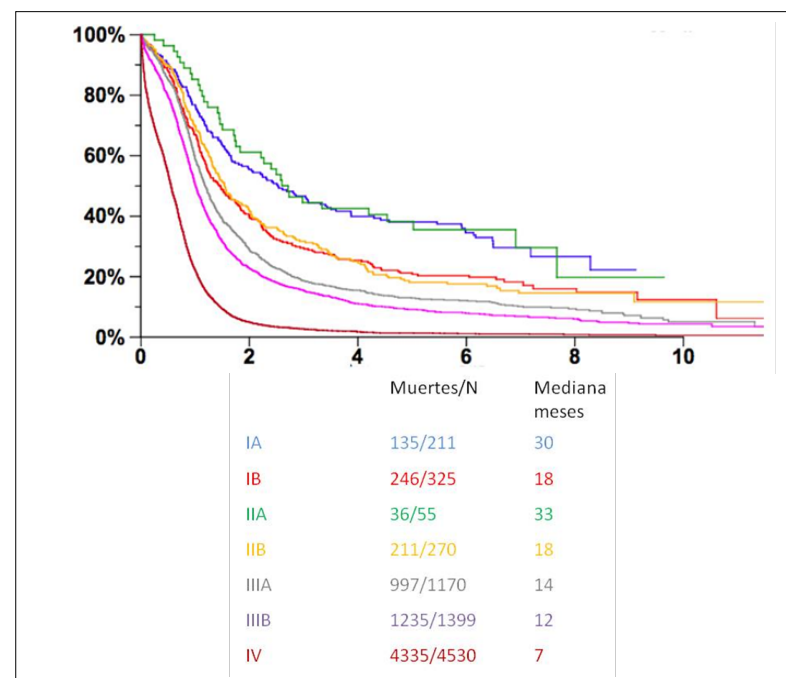 100%
80%
60%
40%
20%
0%
0 2 4 6 8 10
Muertes/N Mediana
meses
IA 135/211 30
IB 246/325 18
IIA 36/55 33
IIB 211/270 18
IIIA 997/1170 14
IIIB 1235/1399 12
IV 4335/4530 7